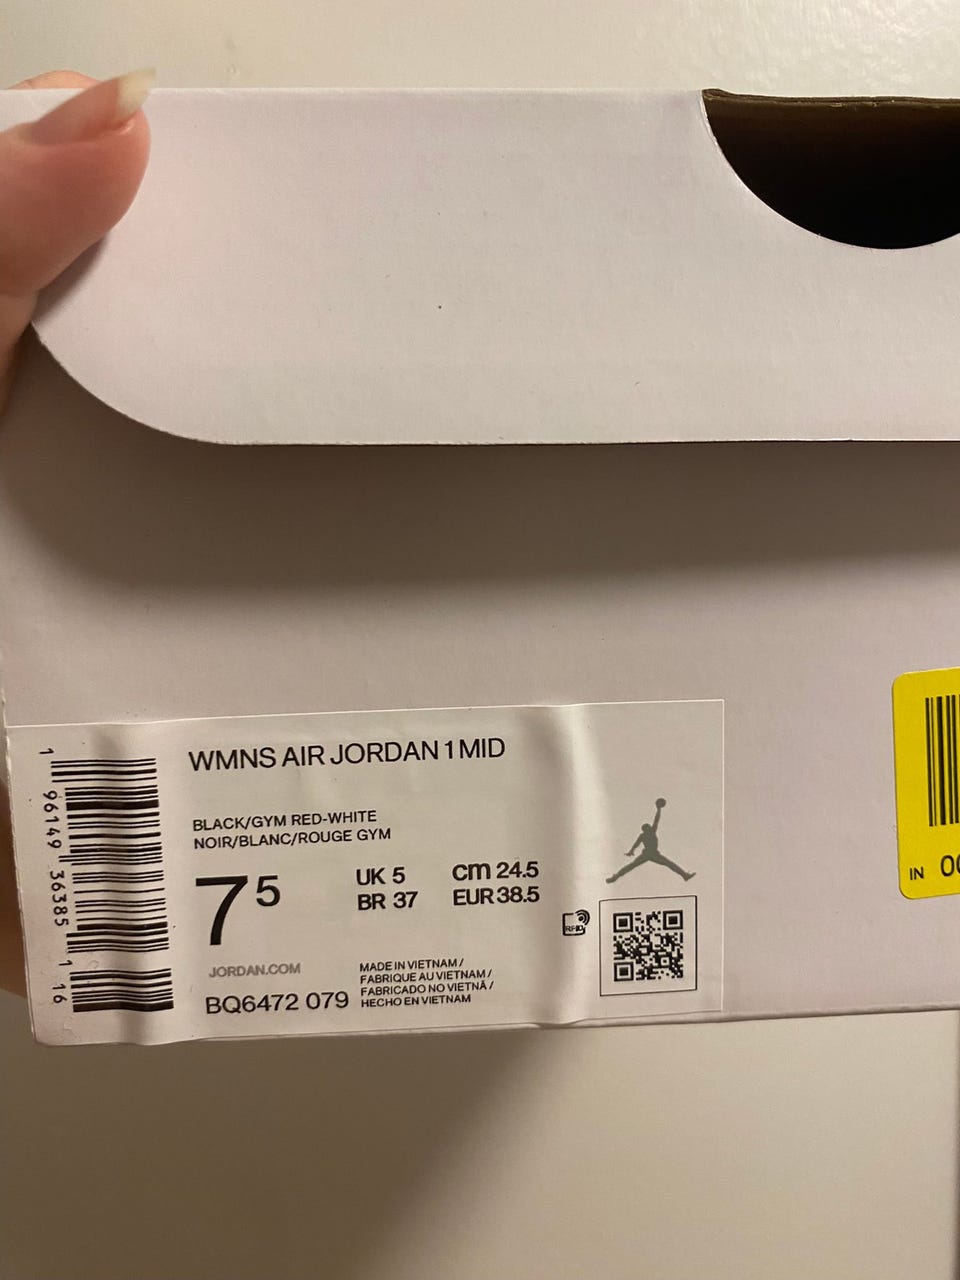 WMNS AIR JORDAN 1 MID
BLACK/GYM RED-WHITE
NOIR/BLANC/ROUGE GYM
7 5
UK 5
cm 24.5
BR 37
EUR 38.5
RFID
JORDAN.COM
BQ6472 079
MADE IN VIETNAM /
FABRIQUE AU VIETNAM /
FABRICADO NO VIETNÃ /
HECHO EN VIETNAM
1 96149 36385 1 16
IN